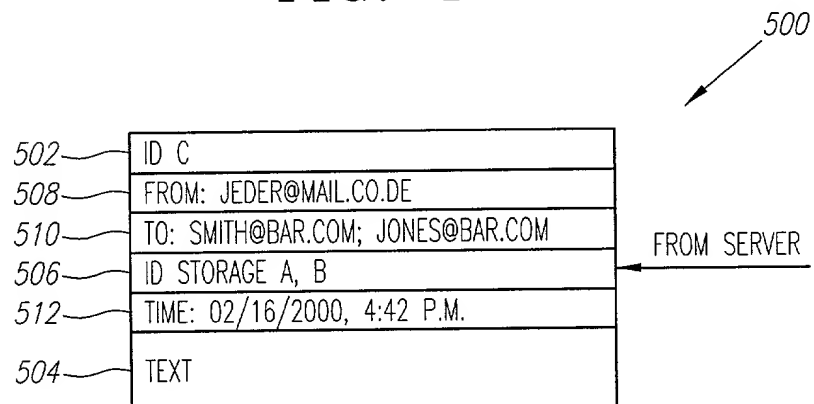 500
502 ID C
508 FROM: JEDER@MAIL.CO.DE
510 TO: SMITH@BAR.COM; JONES@BAR.COM
506 ID STORAGE A, B FROM SERVER
512 TIME: 02/16/2000, 4:42 P.M.
504 TEXT